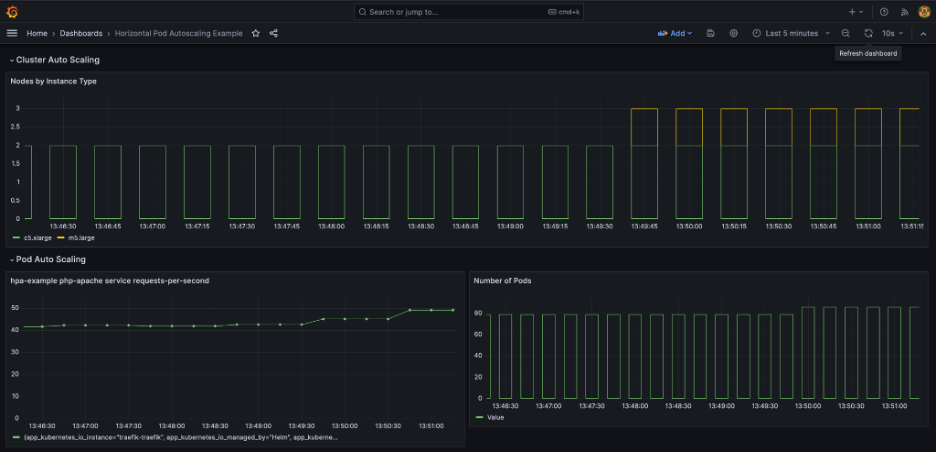 Search or jump to...
cmd+k
Home > Dashboards > Horizontal Pod Autoscaling Example
Add
Last 5 minutes
10s
Refresh dashboard
Cluster Auto Scaling
Nodes by Instance Type
3
2.5
2
1.5
1
0.5
0
13:46:30 13:46:45 13:47:00 13:47:15 13:47:30 13:47:45 13:48:00 13:48:15 13:48:30 13:48:45 13:49:00 13:49:15 13:49:30 13:49:45 13:50:00 13:50:15 13:50:30 13:50:45 13:51:00 13:51:15
c5.xlarge m5.large
Pod Auto Scaling
hpa-example php-apache service requests-per-second
50
40
30
20
10
0
13:46:30 13:47:00 13:47:30 13:48:00 13:48:30 13:49:00 13:49:30 13:50:00 13:50:30 13:51:00
{app_kubernetes_io_instance="traefik-traefik", app_kubernetes_io_managed_by="Helm", app_kuberne...
Number of Pods
80
60
40
20
0
13:46:30 13:47:00 13:47:30 13:48:00 13:48:30 13:49:00 13:49:30 13:50:00 13:50:30 13:51:00
Value